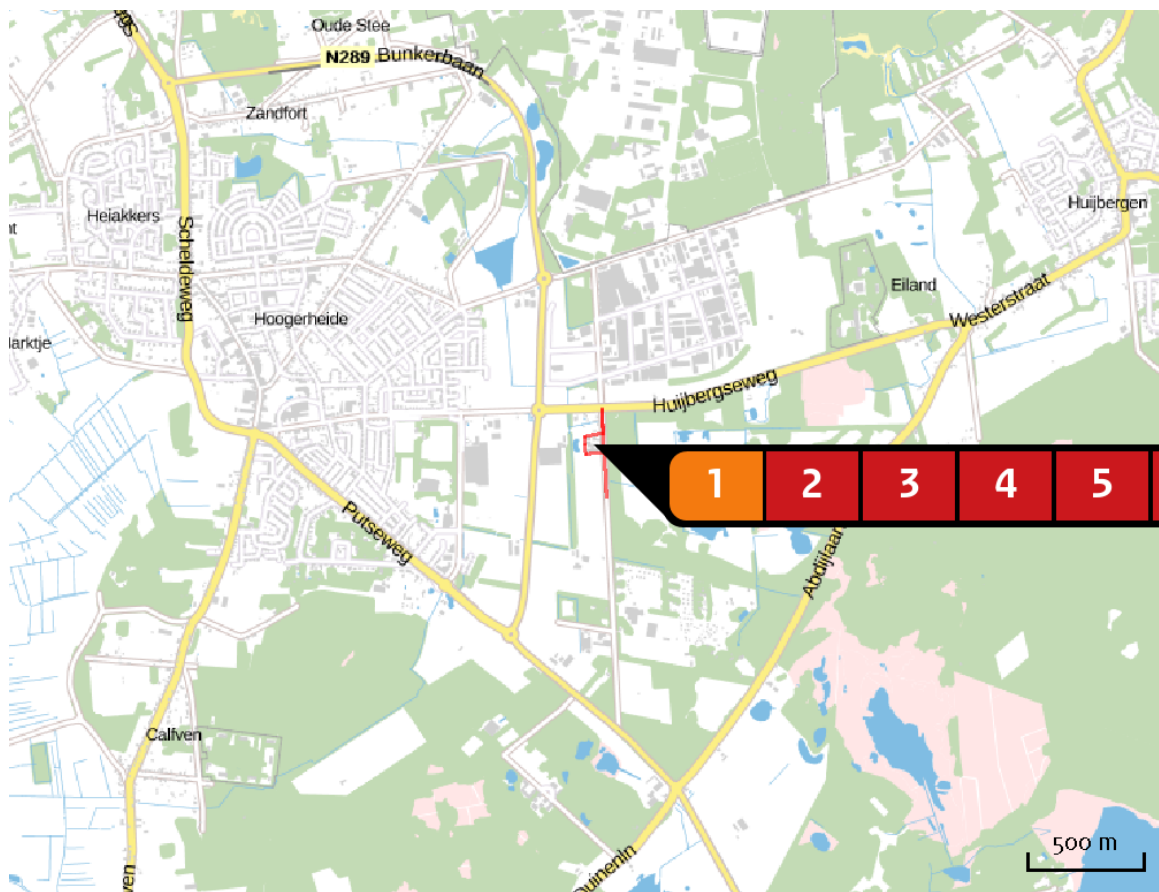 Oude Stee
N289
Bunkerbaan
Zandfort
Heiakkers
Scheldeweg
Huijbergen
Eiland
Westerstraat
Hoogerheide
Huijbergseweg
1
2
3
4
5
Putseweg
Abdijlaan
Calfven
500 m